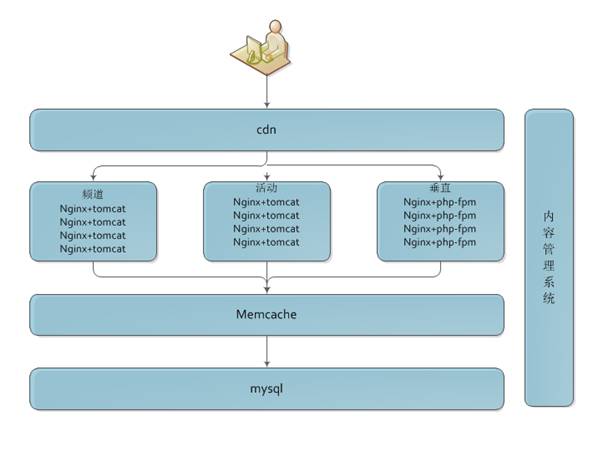 cdn
频道
Nginx+tomcat
Nginx+tomcat
Nginx+tomcat
Nginx+tomcat
活动
Nginx+tomcat
Nginx+tomcat
Nginx+tomcat
Nginx+tomcat
垂直
Nginx+php-fpm
Nginx+php-fpm
Nginx+php-fpm
Nginx+php-fpm
Memcache
mysql
内容管理系统